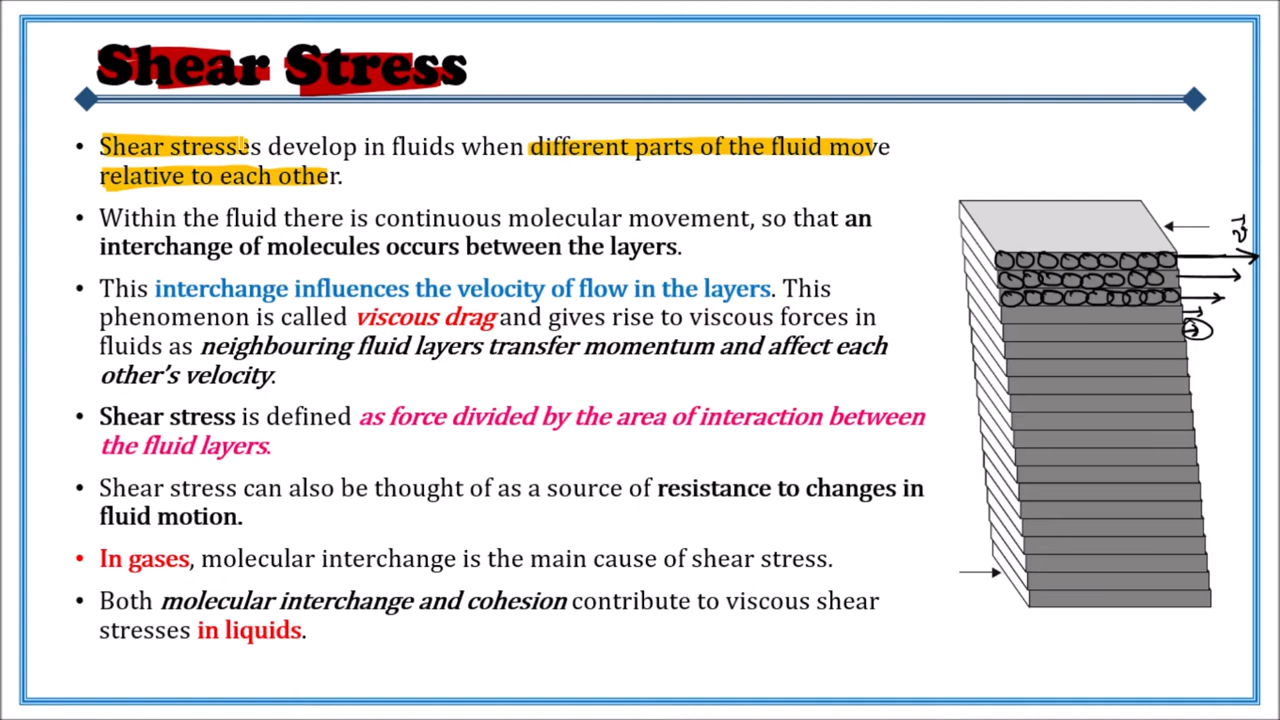 Shear Stress
• Shear stresses develop in fluids when different parts of the fluid move
relative to each other.
• Within the fluid there is continuous molecular movement, so that an
interchange of molecules occurs between the layers.
• This interchange influences the velocity of flow in the layers. This
phenomenon is called viscous drag and gives rise to viscous forces in
fluids as neighbouring fluid layers transfer momentum and affect each
other's velocity.
• Shear stress is defined as force divided by the area of interaction between
the fluid layers.
• Shear stress can also be thought of as a source of resistance to changes in
fluid motion.
• In gases, molecular interchange is the main cause of shear stress.
• Both molecular interchange and cohesion contribute to viscous shear
stresses in liquids.